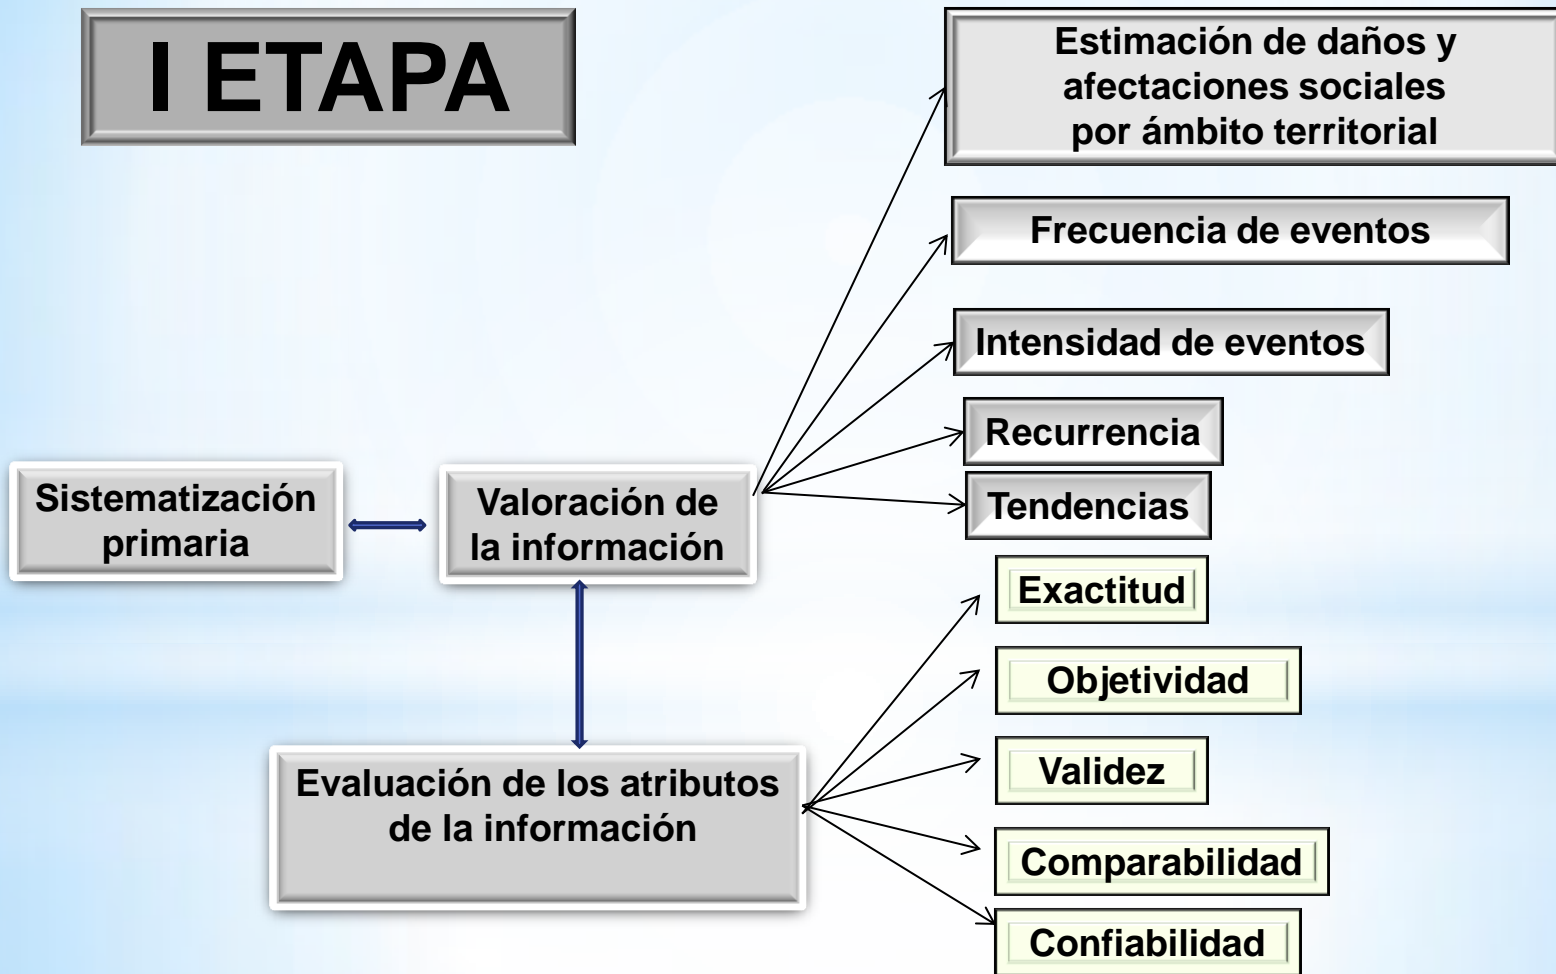 I ETAPA
Estimación de daños y
afectaciones sociales
por ámbito territorial
Frecuencia de eventos
Intensidad de eventos
Recurrencia
Tendencias
Sistematización
primaria
Valoración de
la información
Exactitud
Objetividad
Validez
Comparabilidad
Confiabilidad
Evaluación de los atributos
de la información